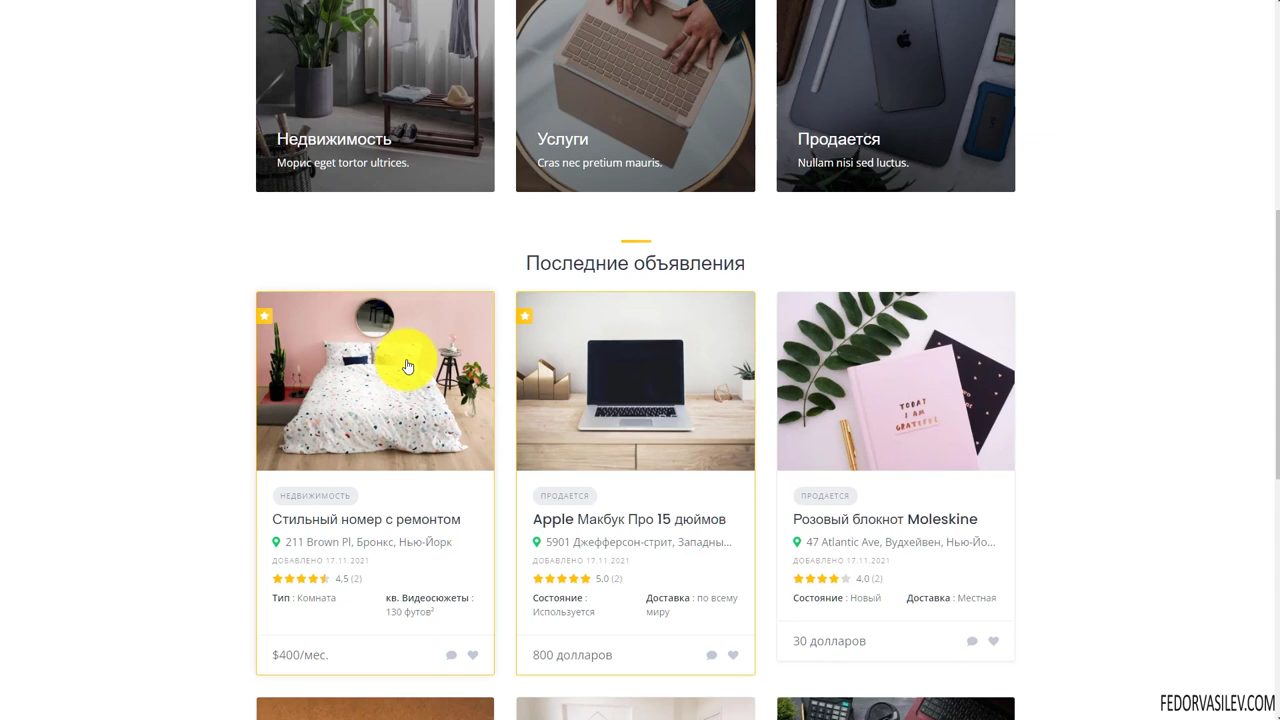 Недвижимость
Морис eget tortor ultrices.
Услуги
Cras nec pretium mauris.
Продается
Nullam nisi sed luctus.
Последние объявления
TODAY
I AM
GRATEFUL
НЕДВИЖИМОСТЬ
Стильный номер с ремонтом
211 Brown Pl, Бронкс, Нью-Йорк
ДОБАВЛЕНО 17.11.2021
4,5 (2)
Тип : Комната
кв. Видеосюжеты :
130 футов²
$400/мес.
ПРОДАЕТСЯ
Apple Макбук Про 15 дюймов
5901 Джефферсон-стрит, Западны...
ДОБАВЛЕНО 17.11.2021
5.0 (2)
Состояние :
Используется
Доставка : по всему
миру
800 долларов
ПРОДАЕТСЯ
Розовый блокнот Moleskine
47 Atlantic Ave, Вудхейвен, Нью-Йо...
ДОБАВЛЕНО 17.11.2021
4.0 (2)
Состояние : Новый
Доставка : Местная
30 долларов
FEDORVASILEV.COM